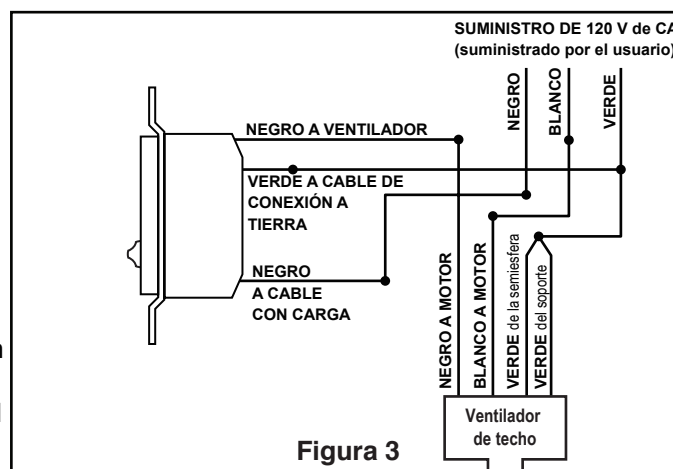 SUMINISTRO DE 120 V de CA
(suministrado por el usuario)
NEGRO
BLANCO
VERDE
NEGRO A VENTILADOR
VERDE A CABLE DE
CONEXIÓN A
TIERRA
NEGRO
A CABLE
CON CARGA
NEGRO A MOTOR
BLANCO A MOTOR
VERDE de la semiesfera
VERDE del soporte
Ventilador
de techo
Figura 3